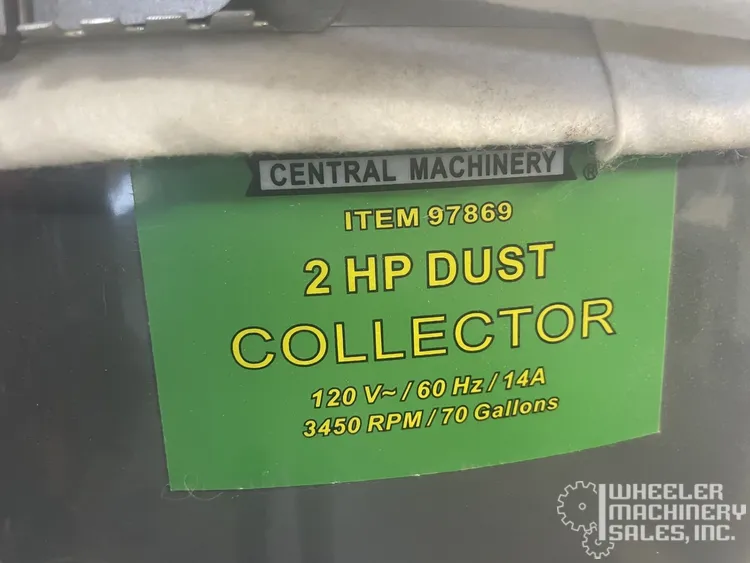 CENTRAL MACHINERY®
ITEM 97869
2 HP DUST
COLLECTOR
120 V~ / 60 Hz / 14A
3450 RPM / 70 Gallons
WHEELER
MACHINERY
SALES, INC.